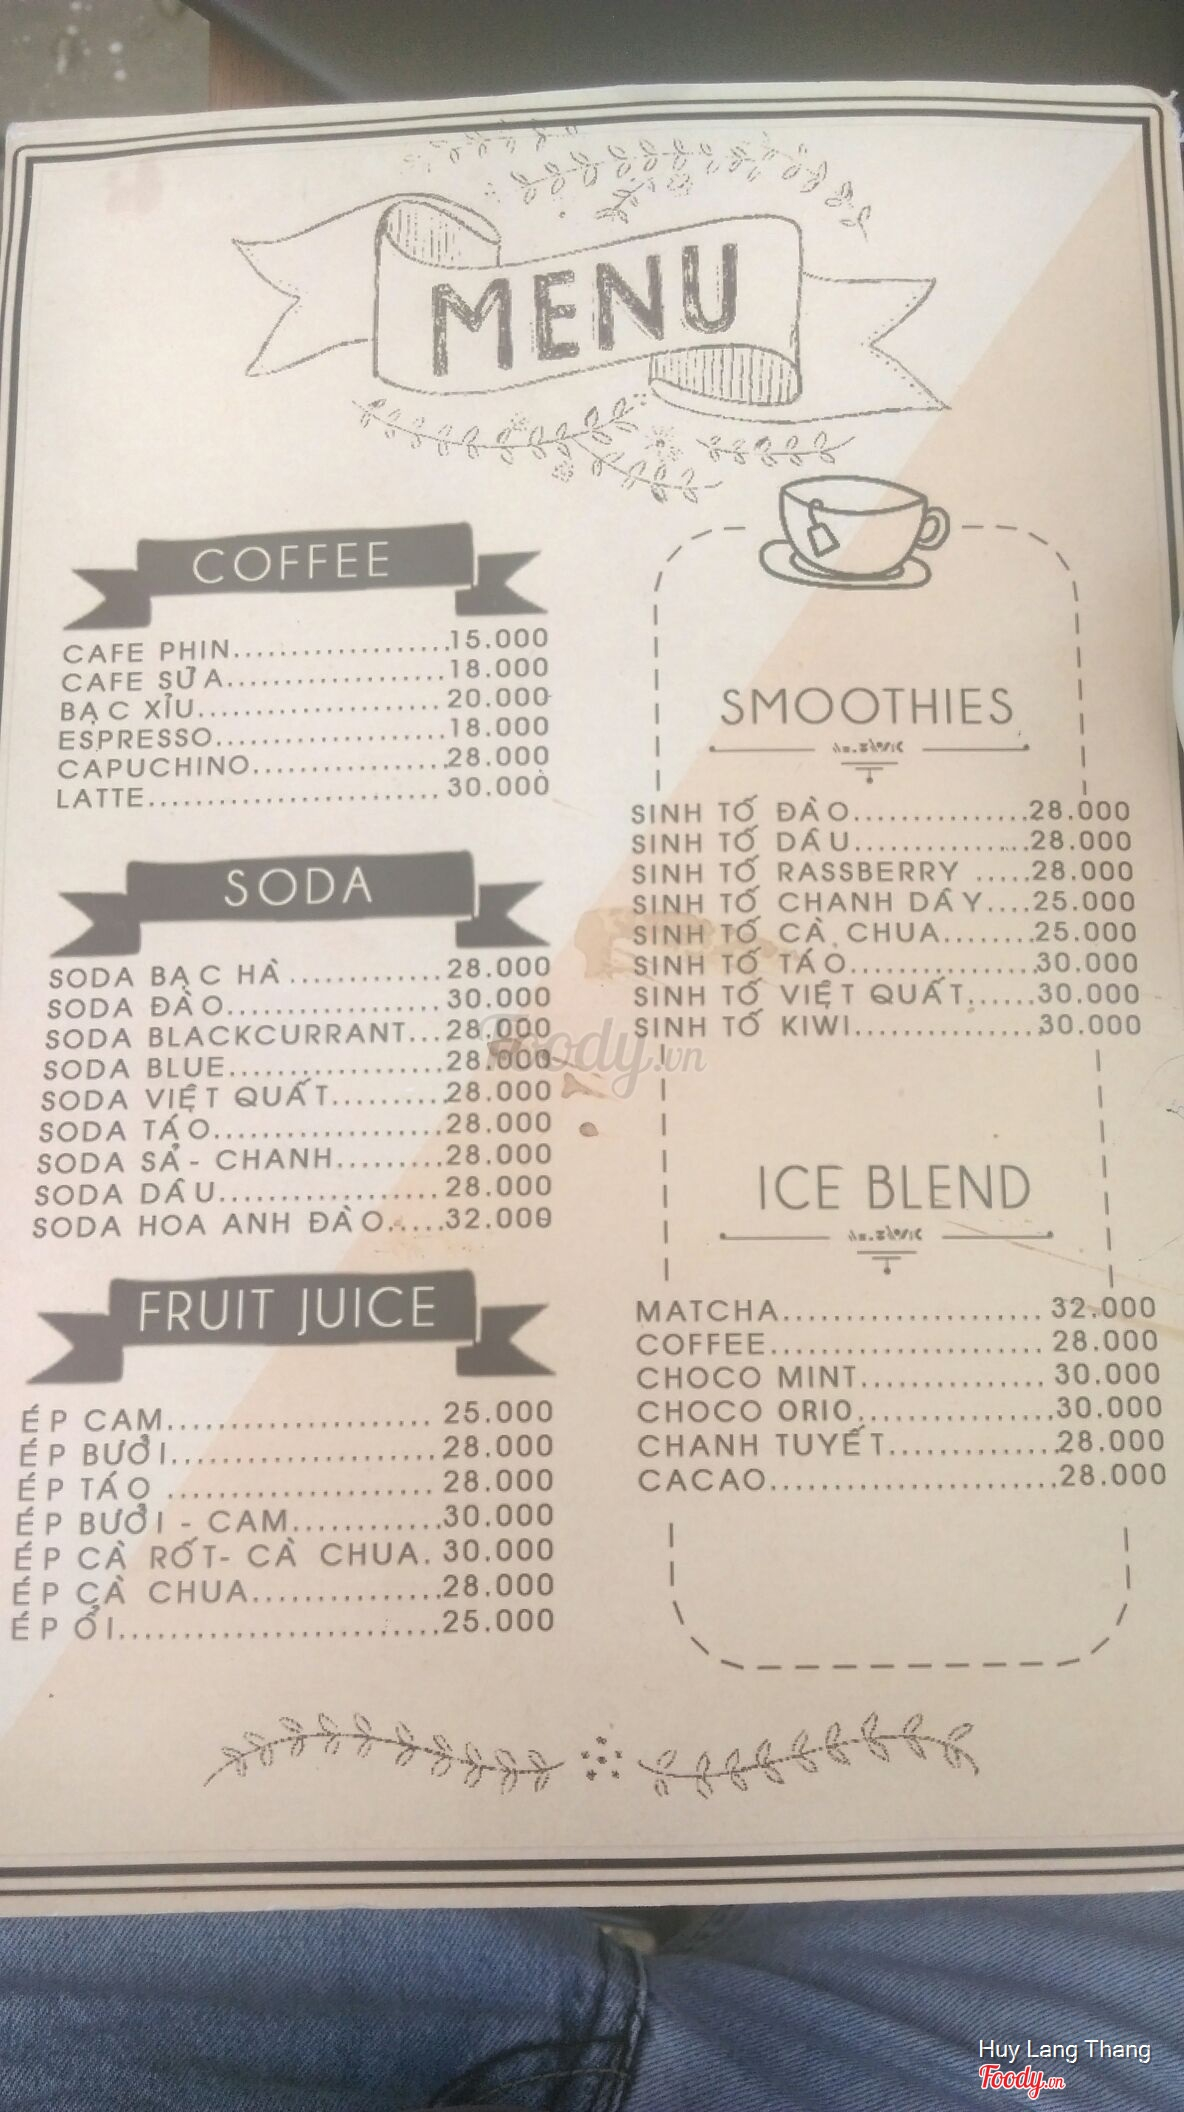 MENU
COFFEE
CAFE PHIN...................15.000
CAFE SỮA...................18.000
BẠC XỈU.....................20.000
ESPRESSO....................18.000
CAPUCHINO.................28.000
LATTE......................... 30.000
SODA
SODA BẠC HÀ.............28.000
SODA ĐÀO...................30.000
SODA BLACKCURRANT...28.000
SODA BLUE...................28.000
SODA VIỆT QUẤT..........28.000
SODA TÁO....................28.000
SODA SẢ - CHANH.........28.000
SODA DÂU...................28.000
SODA HOA ANH ĐÀO.....32.000
FRUIT JUICE
ÉP CAM....................... 25.000
ÉP BƯỞI.......................28.000
ÉP TÁO ....................... 28.000
ÉP BƯỞI - CAM.............30.000
ÉP CÀ RỐT- CÀ CHUA. 30.000
ÉP CÀ CHUA................28.000
ÉP ỔI...........................25.000
SMOOTHIES
SINH TỐ ĐÀO...............28.000
SINH TỐ DÂU...............28.000
SINH TỐ RASSBERRY .....28.000
SINH TỐ CHANH DÂY....25.000
SINH TỐ CÀ CHUA........25.000
SINH TỐ TÁO................30.000
SINH TỐ VIỆT QUẤT......30.000
SINH TỐ KIWI................30.000
ICE BLEND
MATCHA....................... 32.000
COFFEE........................ 28.000
CHOCO MINT................ 30.000
CHOCO ORIO.................30.000
CHANH TUYẾT...............28.000
CACAO.........................28.000
Foody.vn
Huy Lang Thang
Foody.vn